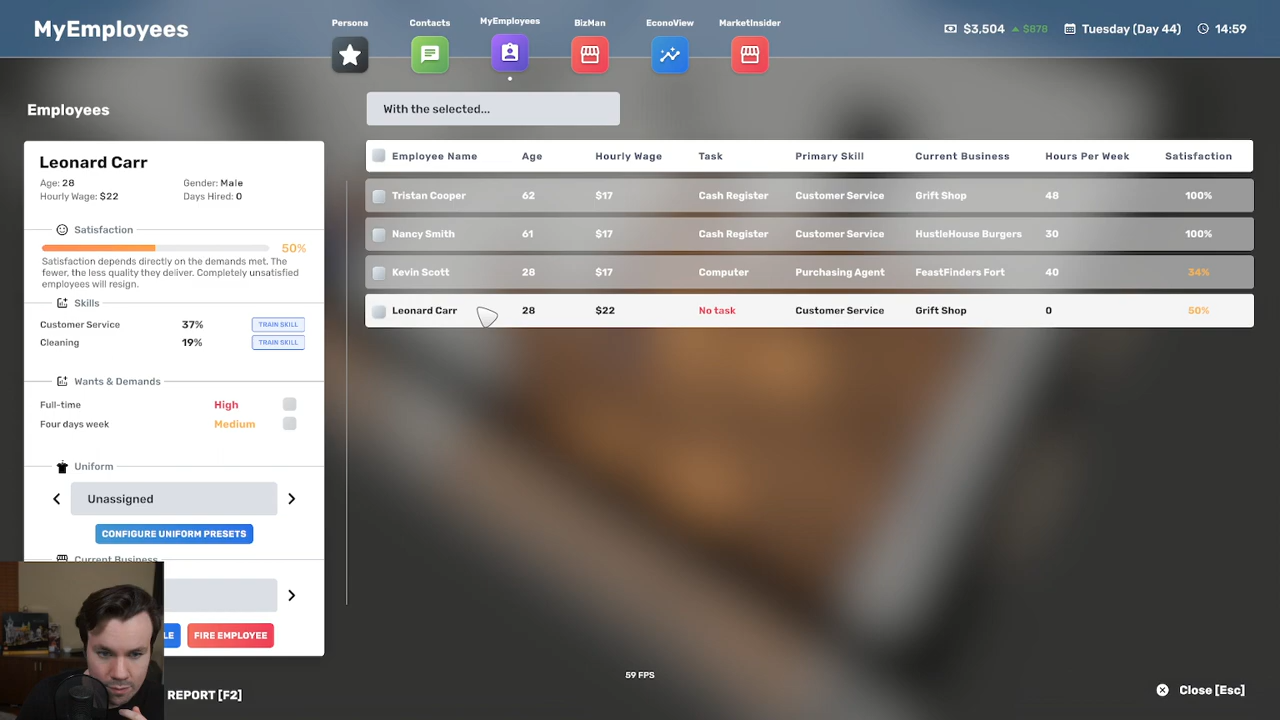 MyEmployees
Persona
Contacts
MyEmployees
BizMan
EconoView
MarketInsider
$3,504
$878
Tuesday (Day 44)
14:59
Employees
With the selected...
Leonard Carr
Age: 28
Gender: Male
Hourly Wage: $22
Days Hired: 0
Satisfaction
50%
Satisfaction depends directly on the demands met. The
fewer, the less quality they deliver. Completely unsatisfied
employees will resign.
Skills
Customer Service 37% TRAIN SKILL
Cleaning 19% TRAIN SKILL
Wants & Demands
Full-time High
Four days week Medium
Uniform
Unassigned
CONFIGURE UNIFORM PRESETS
Current Business
FIRE EMPLOYEE
REPORT [F2]
Employee Name Age Hourly Wage Task Primary Skill Current Business Hours Per Week Satisfaction
Tristan Cooper 62 $17 Cash Register Customer Service Grift Shop 48 100%
Nancy Smith 61 $17 Cash Register Customer Service HustleHouse Burgers 30 100%
Kevin Scott 28 $17 Computer Purchasing Agent FeastFinders Fort 40 34%
Leonard Carr 28 $22 No task Customer Service Grift Shop 0 50%
59 FPS
Close [Esc]